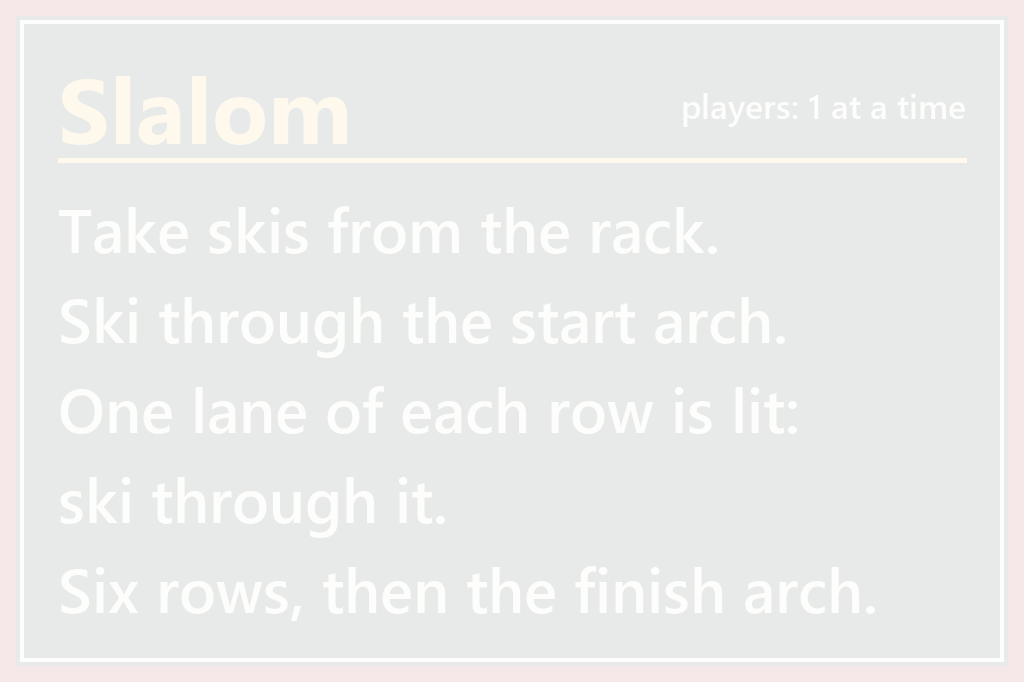 Slalom
players: 1 at a time
Take skis from the rack.
Ski through the start arch.
One lane of each row is lit:
ski through it.
Six rows, then the finish arch.